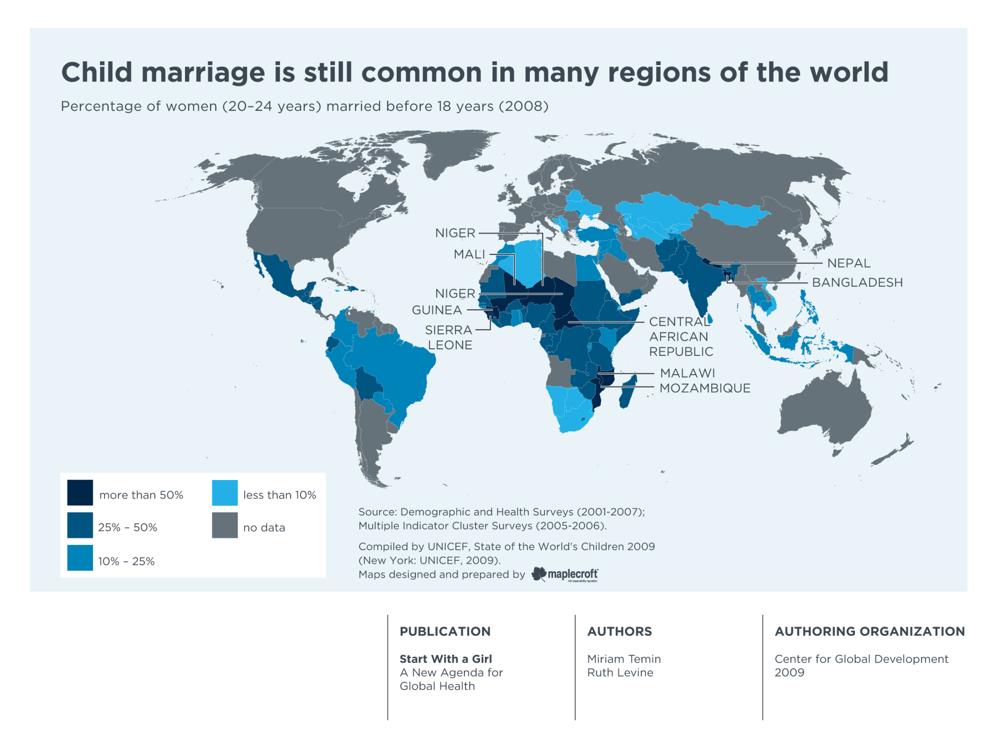 Child marriage is still common in many regions of the world
Percentage of women (20–24 years) married before 18 years (2008)
NIGER
MALI
NIGER
GUINEA
SIERRA
LEONE
NEPAL
BANGLADESH
CENTRAL
AFRICAN
REPUBLIC
MALAWI
MOZAMBIQUE
more than 50%
25% – 50%
10% – 25%
less than 10%
no data
Source: Demographic and Health Surveys (2001-2007);
Multiple Indicator Cluster Surveys (2005-2006).
Compiled by UNICEF, State of the World's Children 2009
(New York: UNICEF, 2009).
Maps designed and prepared by maplecroft™
risk responsibility reputation
PUBLICATION
Start With a Girl
A New Agenda for
Global Health
AUTHORS
Miriam Temin
Ruth Levine
AUTHORING ORGANIZATION
Center for Global Development
2009